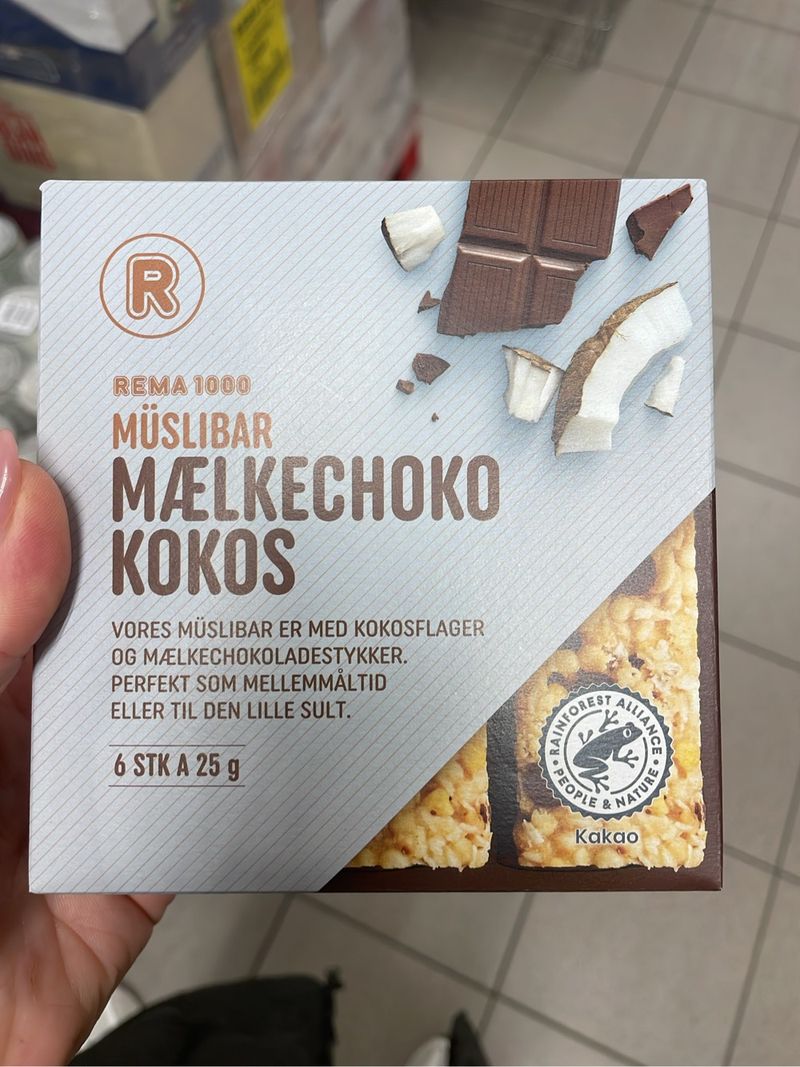 R
REMA 1000
MÜSLIBAR
MÆLKECHOKO
KOKOS
VORES MÜSLIBAR ER MED KOKOSFLAGER
OG MÆLKECHOKOLADESTYKKER.
PERFEKT SOM MELLEMMÅLTID
ELLER TIL DEN LILLE SULT.
6 STK A 25 g
RAINFOREST ALLIANCE
PEOPLE & NATURE
Kakao